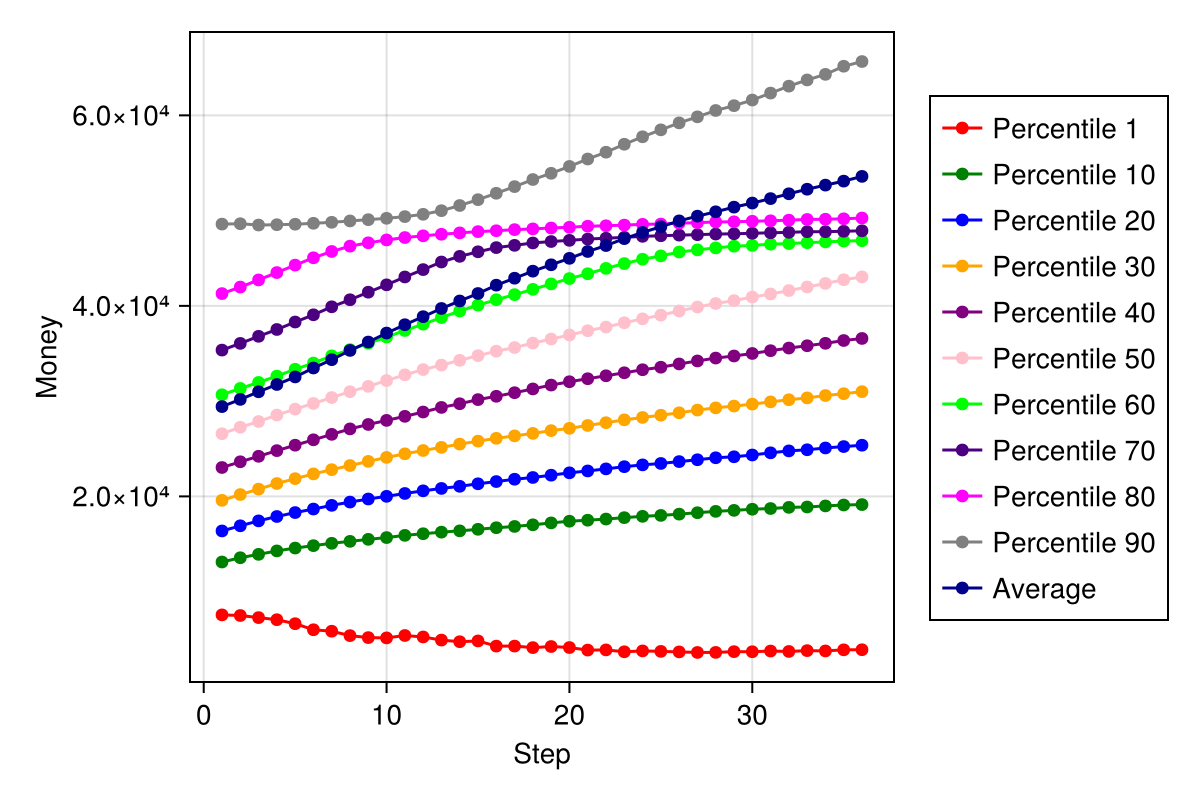 6.0×10⁴
4.0×10⁴
2.0×10⁴
Money
0 10 20 30
Step
Percentile 1
Percentile 10
Percentile 20
Percentile 30
Percentile 40
Percentile 50
Percentile 60
Percentile 70
Percentile 80
Percentile 90
Average